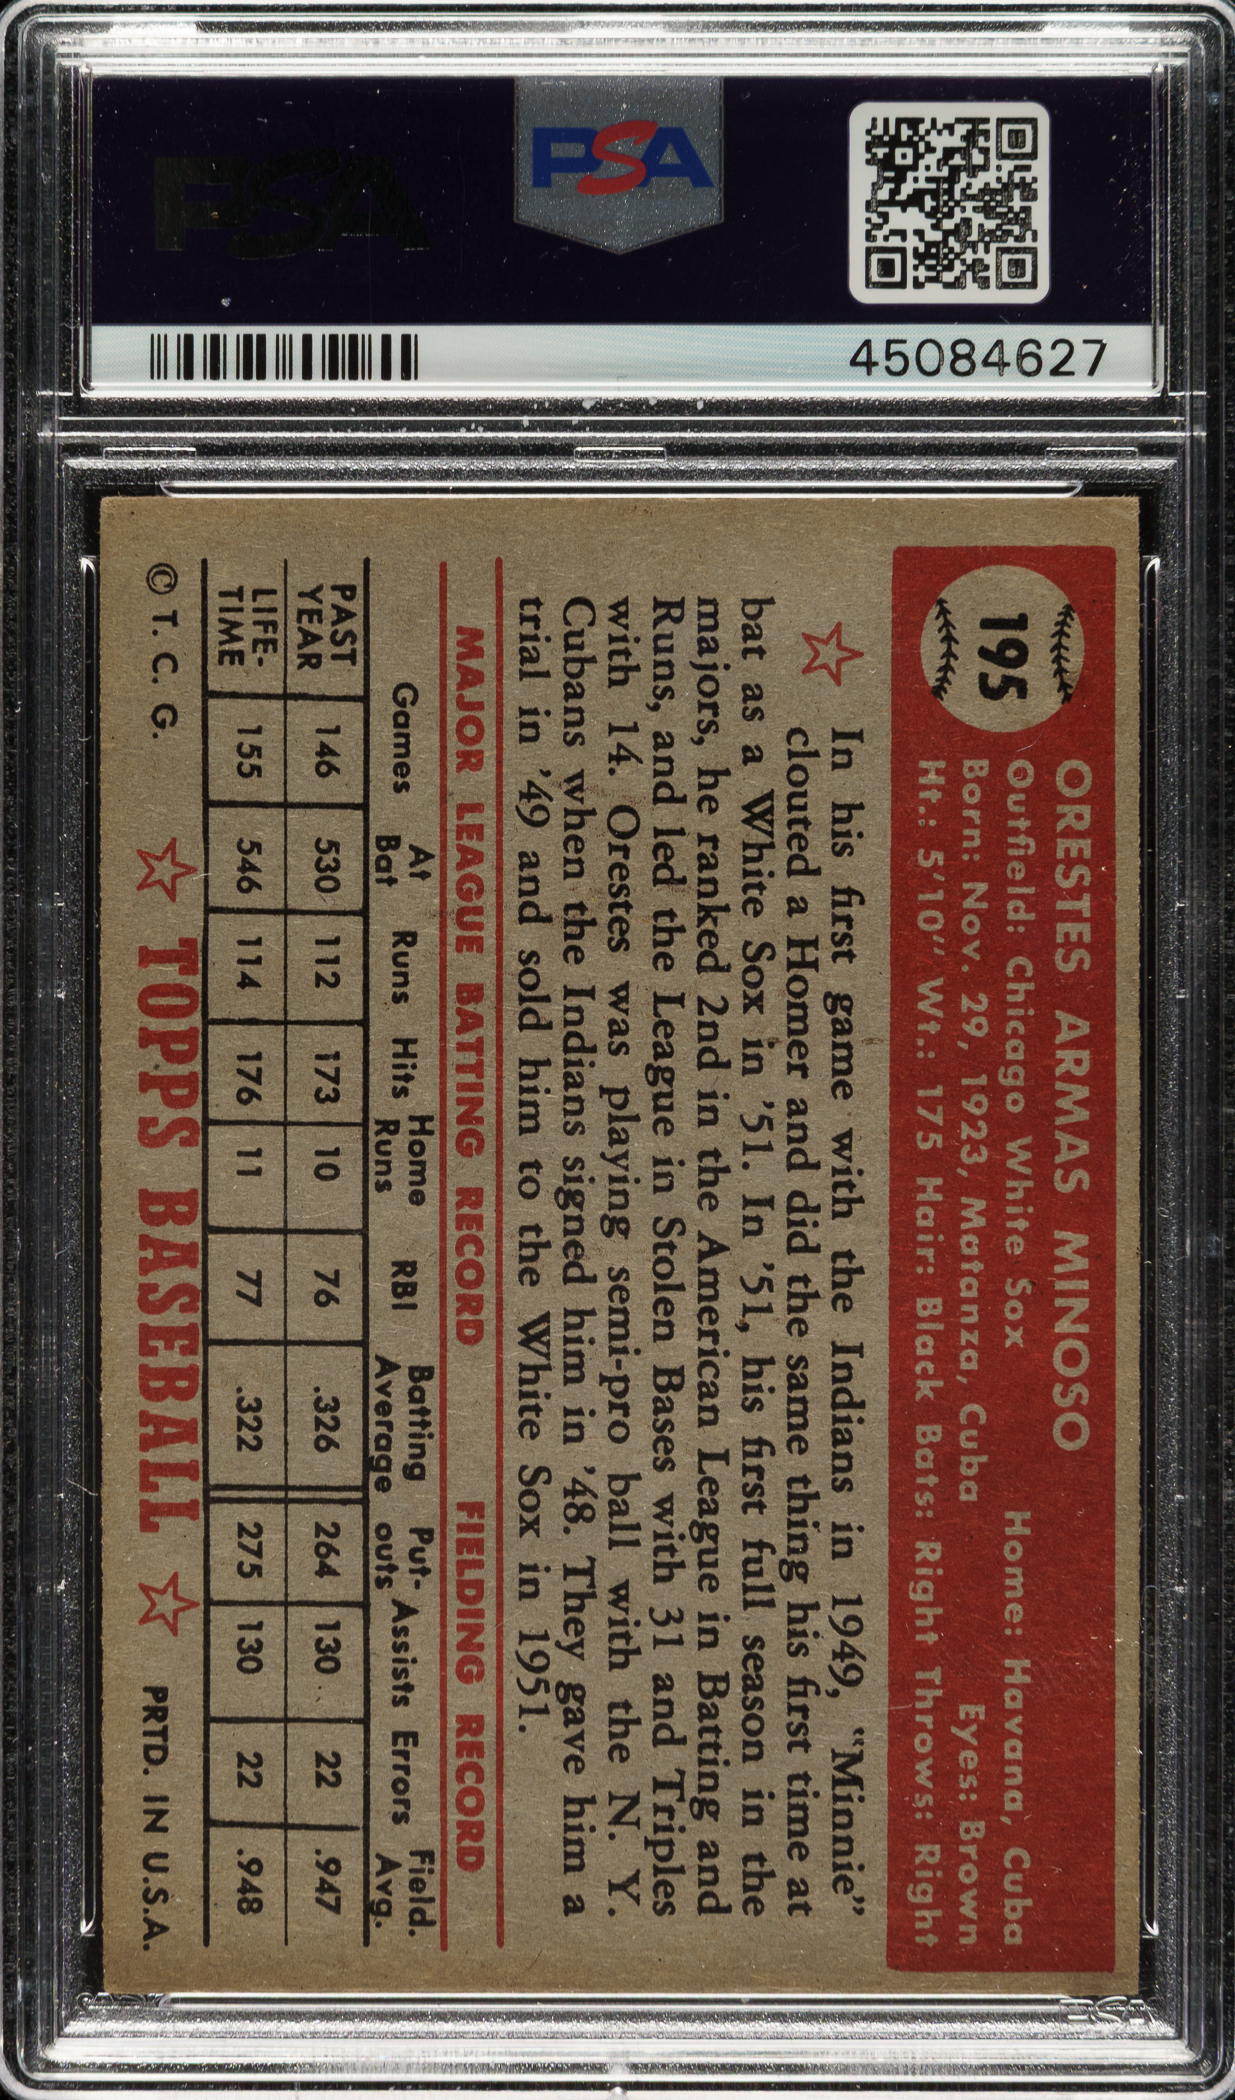 PSA
PSA
45084627
195
ORESTES ARMAS MINOSO
Outfield: Chicago White Sox Home: Havana, Cuba
Born: Nov. 29, 1923, Matanza, Cuba Eyes: Brown
Ht.: 5'10" Wt.: 175 Hair: Black Bats: Right Throws: Right
In his first game with the Indians in 1949, "Minnie"
clouted a Homer and did the same thing his first time at
bat as a White Sox in '51. In '51, his first full season in the
majors, he ranked 2nd in the American League in Batting and
Runs, and led the League in Stolen Bases with 31 and Triples
with 14. Orestes was playing semi-pro ball with the N. Y.
Cubans when the Indians signed him in '48. They gave him a
trial in '49 and sold him to the White Sox in 1951.
MAJOR LEAGUE BATTING RECORD FIELDING RECORD
Games At Bat Runs Hits Home Runs RBI Batting Average Put-outs Assists Errors Field. Avg.
PAST YEAR 146 530 112 173 10 76 .326 264 130 22 .947
LIFE-TIME 155 546 114 176 11 77 .322 275 130 22 .948
© T. C. G. TOPPS BASEBALL PRTD. IN U.S.A.
PSA